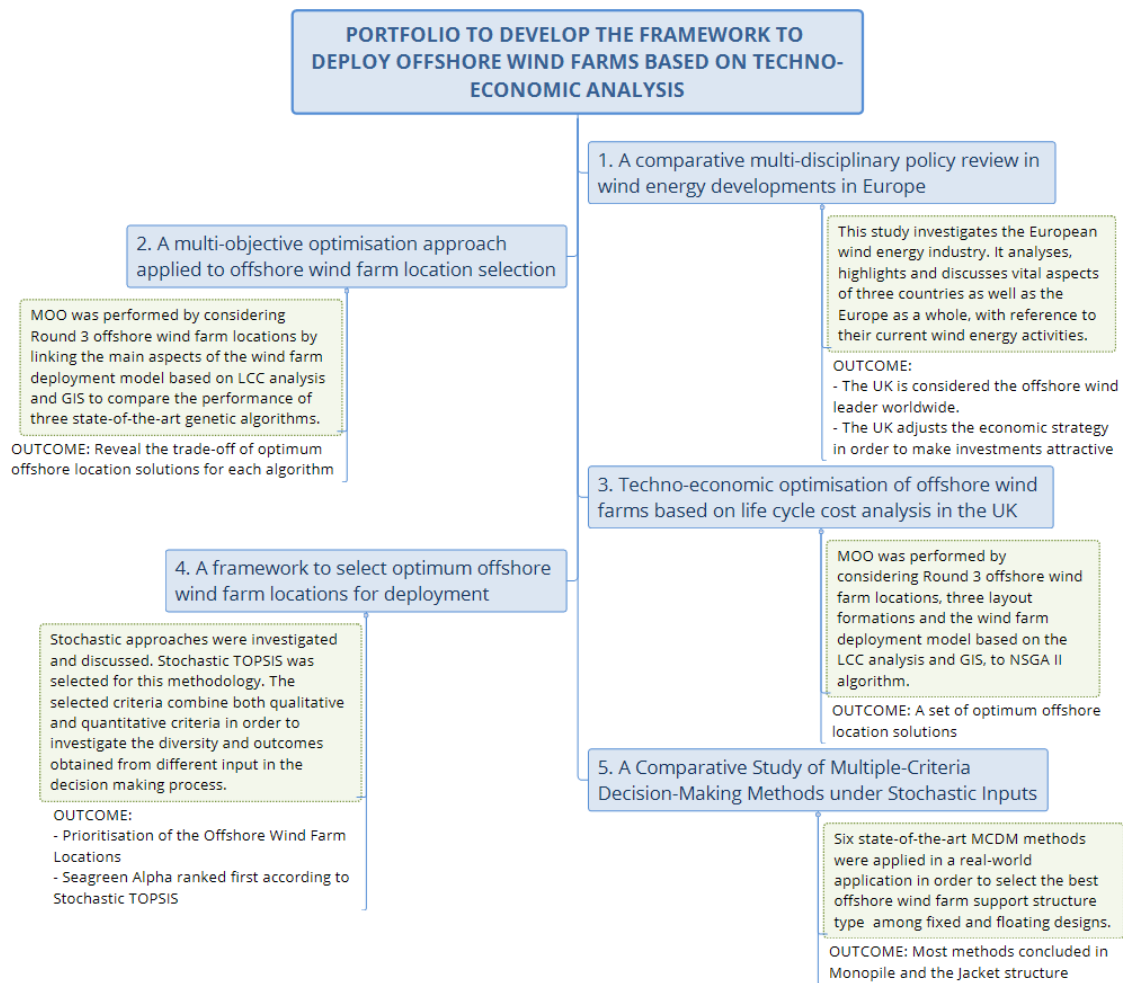 PORTFOLIO TO DEVELOP THE FRAMEWORK TO
DEPLOY OFFSHORE WIND FARMS BASED ON TECHNO-
ECONOMIC ANALYSIS
1. A comparative multi-disciplinary policy review in
wind energy developments in Europe
This study investigates the European
wind energy industry. It analyses,
highlights and discusses vital aspects
of three countries as well as the
Europe as a whole, with reference to
their current wind energy activities.
OUTCOME:
- The UK is considered the offshore wind
leader worldwide.
- The UK adjusts the economic strategy
in order to make investments attractive
2. A multi-objective optimisation approach
applied to offshore wind farm location selection
MOO was performed by considering
Round 3 offshore wind farm locations by
linking the main aspects of the wind farm
deployment model based on LCC analysis
and GIS to compare the performance of
three state-of-the-art genetic algorithms.
OUTCOME: Reveal the trade-off of optimum
offshore location solutions for each algorithm
3. Techno-economic optimisation of offshore wind
farms based on life cycle cost analysis in the UK
MOO was performed by
considering Round 3 offshore wind
farm locations, three layout
formations and the wind farm
deployment model based on the
LCC analysis and GIS, to NSGA II
algorithm.
OUTCOME: A set of optimum offshore
location solutions
4. A framework to select optimum offshore
wind farm locations for deployment
Stochastic approaches were investigated
and discussed. Stochastic TOPSIS was
selected for this methodology. The
selected criteria combine both qualitative
and quantitative criteria in order to
investigate the diversity and outcomes
obtained from different input in the
decision making process.
OUTCOME:
- Prioritisation of the Offshore Wind Farm
Locations
- Seagreen Alpha ranked first according to
Stochastic TOPSIS
5. A Comparative Study of Multiple-Criteria
Decision-Making Methods under Stochastic Inputs
Six state-of-the-art MCDM methods
were applied in a real-world
application in order to select the best
offshore wind farm support structure
type among fixed and floating designs.
OUTCOME: Most methods concluded in
Monopile and the Jacket structure